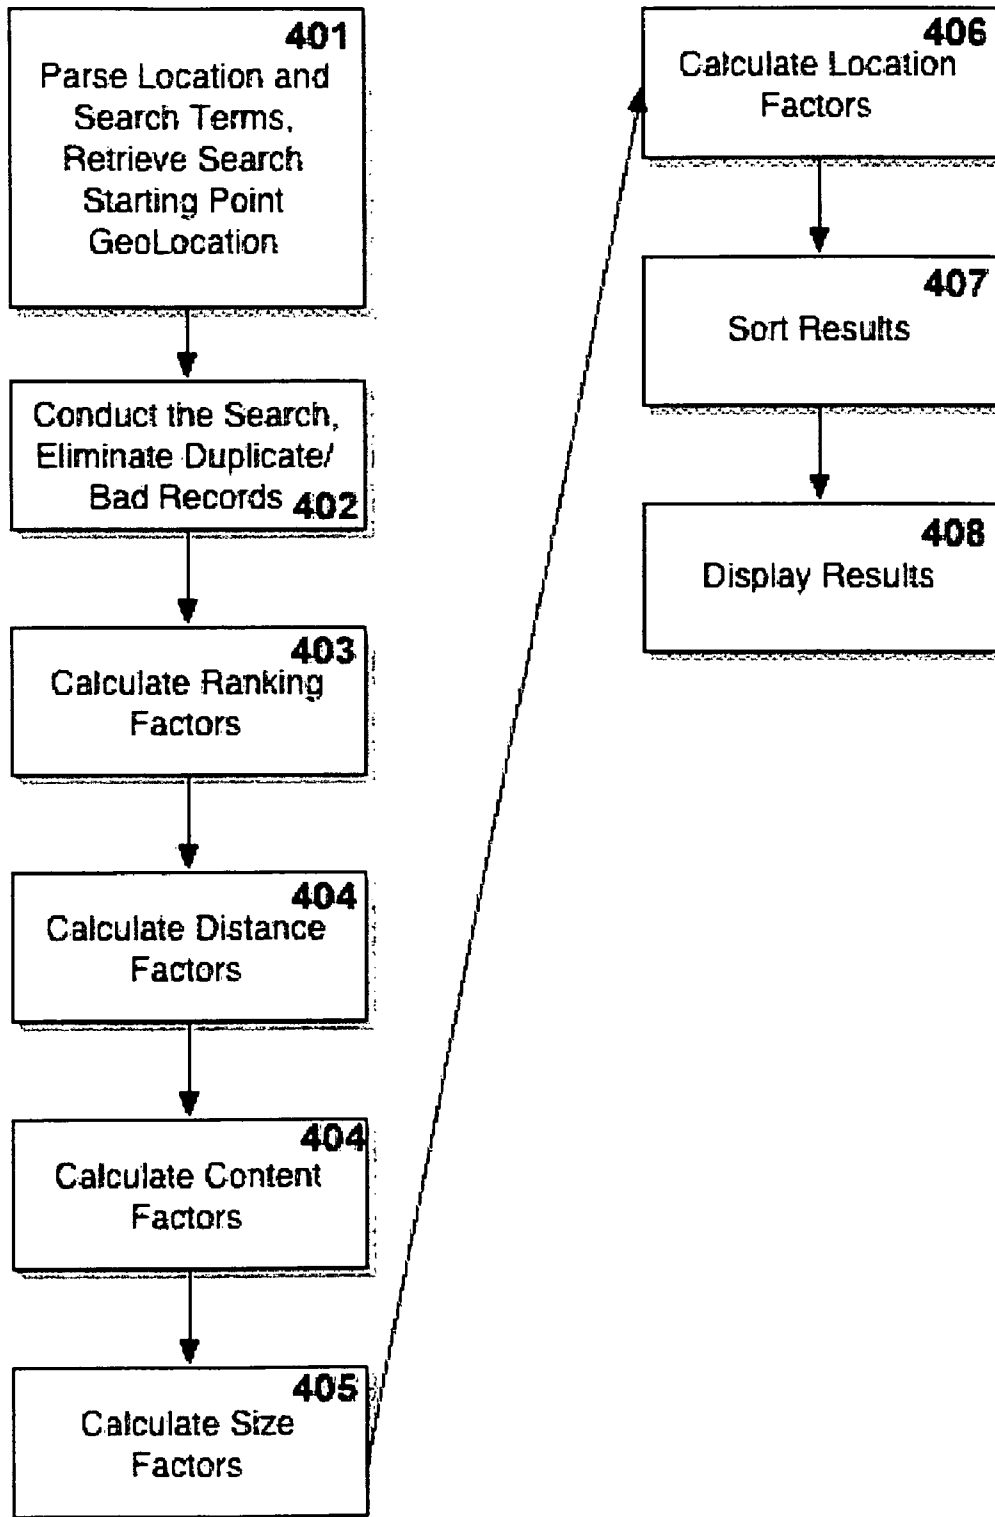 401
Parse Location and
Search Terms,
Retrieve Search
Starting Point
GeoLocation
Conduct the Search,
Eliminate Duplicate/
Bad Records 402
403
Calculate Ranking
Factors
404
Calculate Distance
Factors
404
Calculate Content
Factors
405
Calculate Size
Factors
406
Calculate Location
Factors
407
Sort Results
408
Display Results